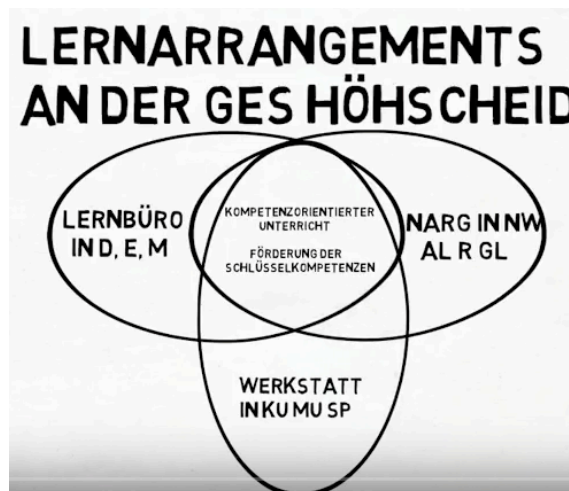 LERNARRANGEMENTS
AN DER GES HÖHSCHEID
LERNBÜRO
IN D, E, M
KOMPETENZORIENTIERTER
UNTERRICHT
FÖRDERUNG DER
SCHLÜSSELKOMPETENZEN
NARG IN NW
AL R GL
WERKSTATT
IN KU MU SP